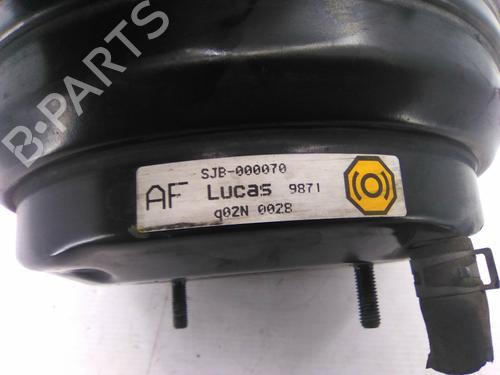 B-PARTS
SJB-000070
AF Lucas 9871
q02N 0028